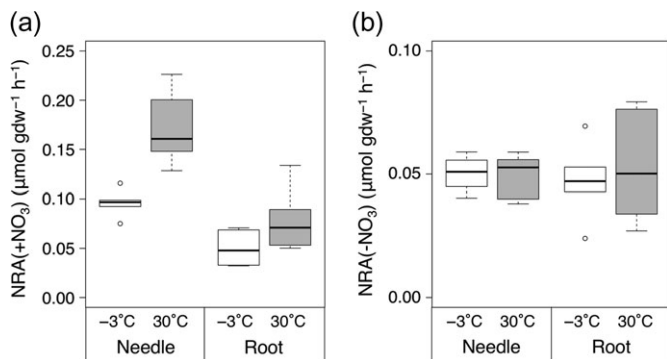 (a)
NRA(+NO₃) (μmol gdw⁻¹ h⁻¹)
0.25
0.20
0.15
0.10
0.05
0.00
−3°C 30°C −3°C 30°C
Needle Root
(b)
NRA(-NO₃) (μmol gdw⁻¹ h⁻¹)
0.10
0.05
0.00
−3°C 30°C −3°C 30°C
Needle Root